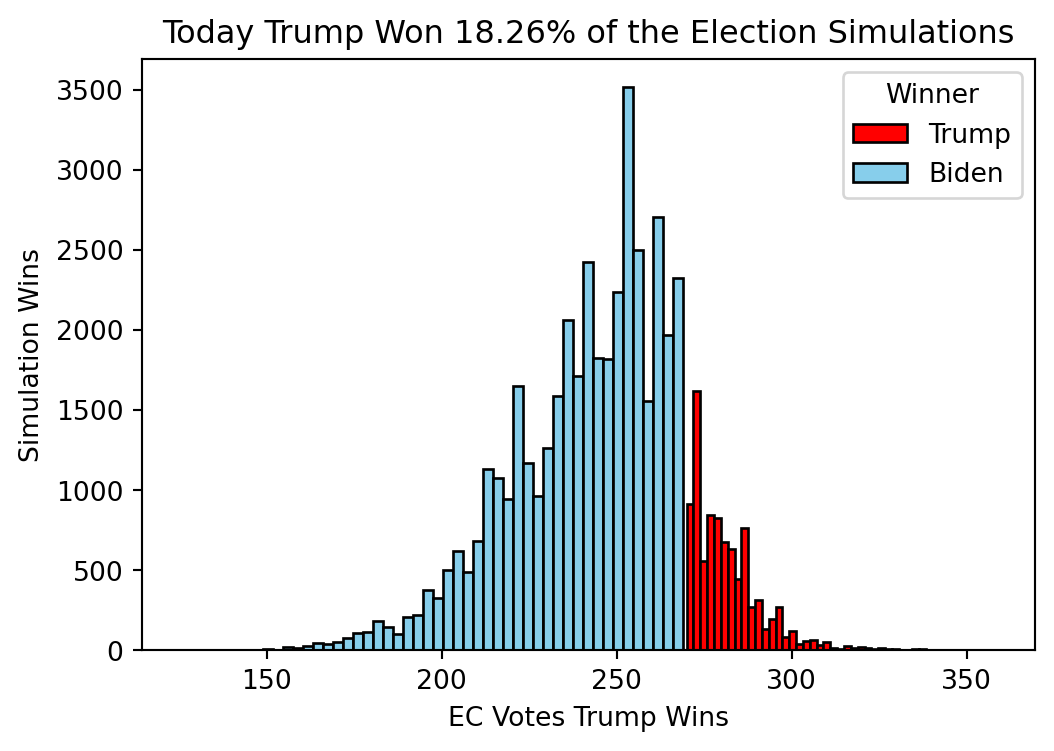 Today Trump Won 18.26% of the Election Simulations
Winner
Trump
Biden
Simulation Wins
3500
3000
2500
2000
1500
1000
500
0
150
200
250
300
350
EC Votes Trump Wins